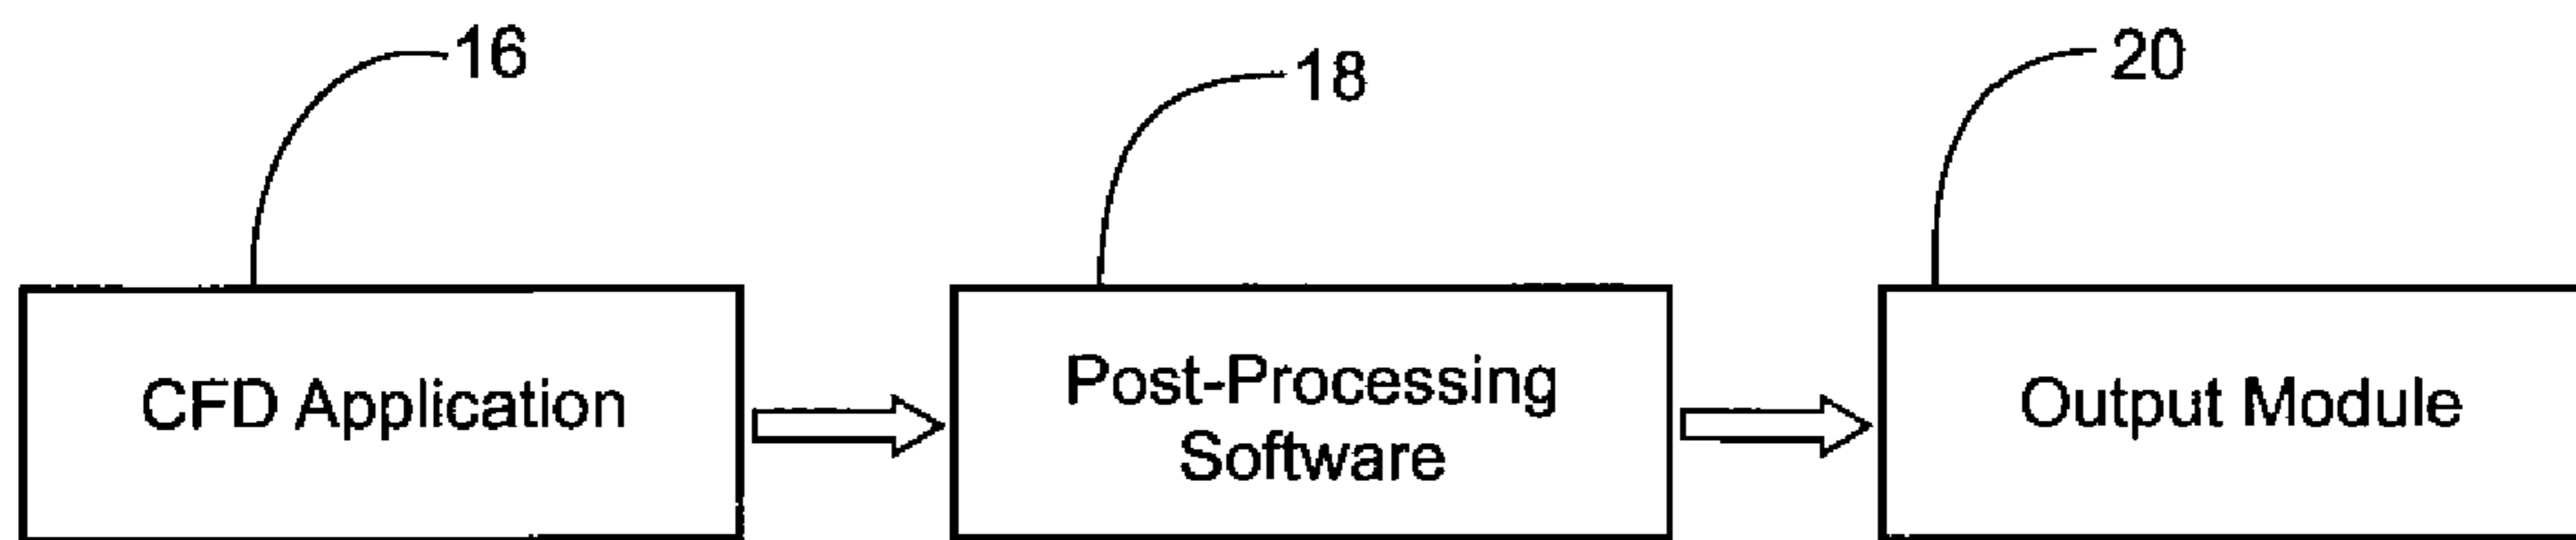 16
18
20
CFD Application
Post-Processing
Software
Output Module